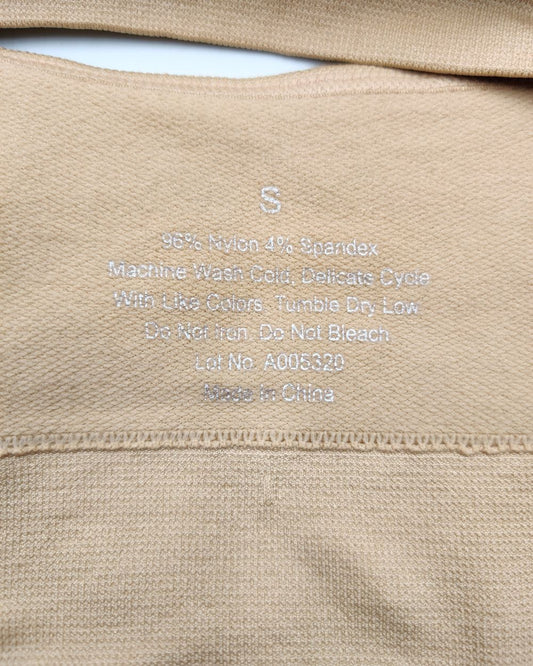 S
96% Nylon 4% Spandex
Machine Wash Cold, Delicate Cycle
With Like Colors, Tumble Dry Low
Do Not Iron, Do Not Bleach
Lot No. A005320
Made in China